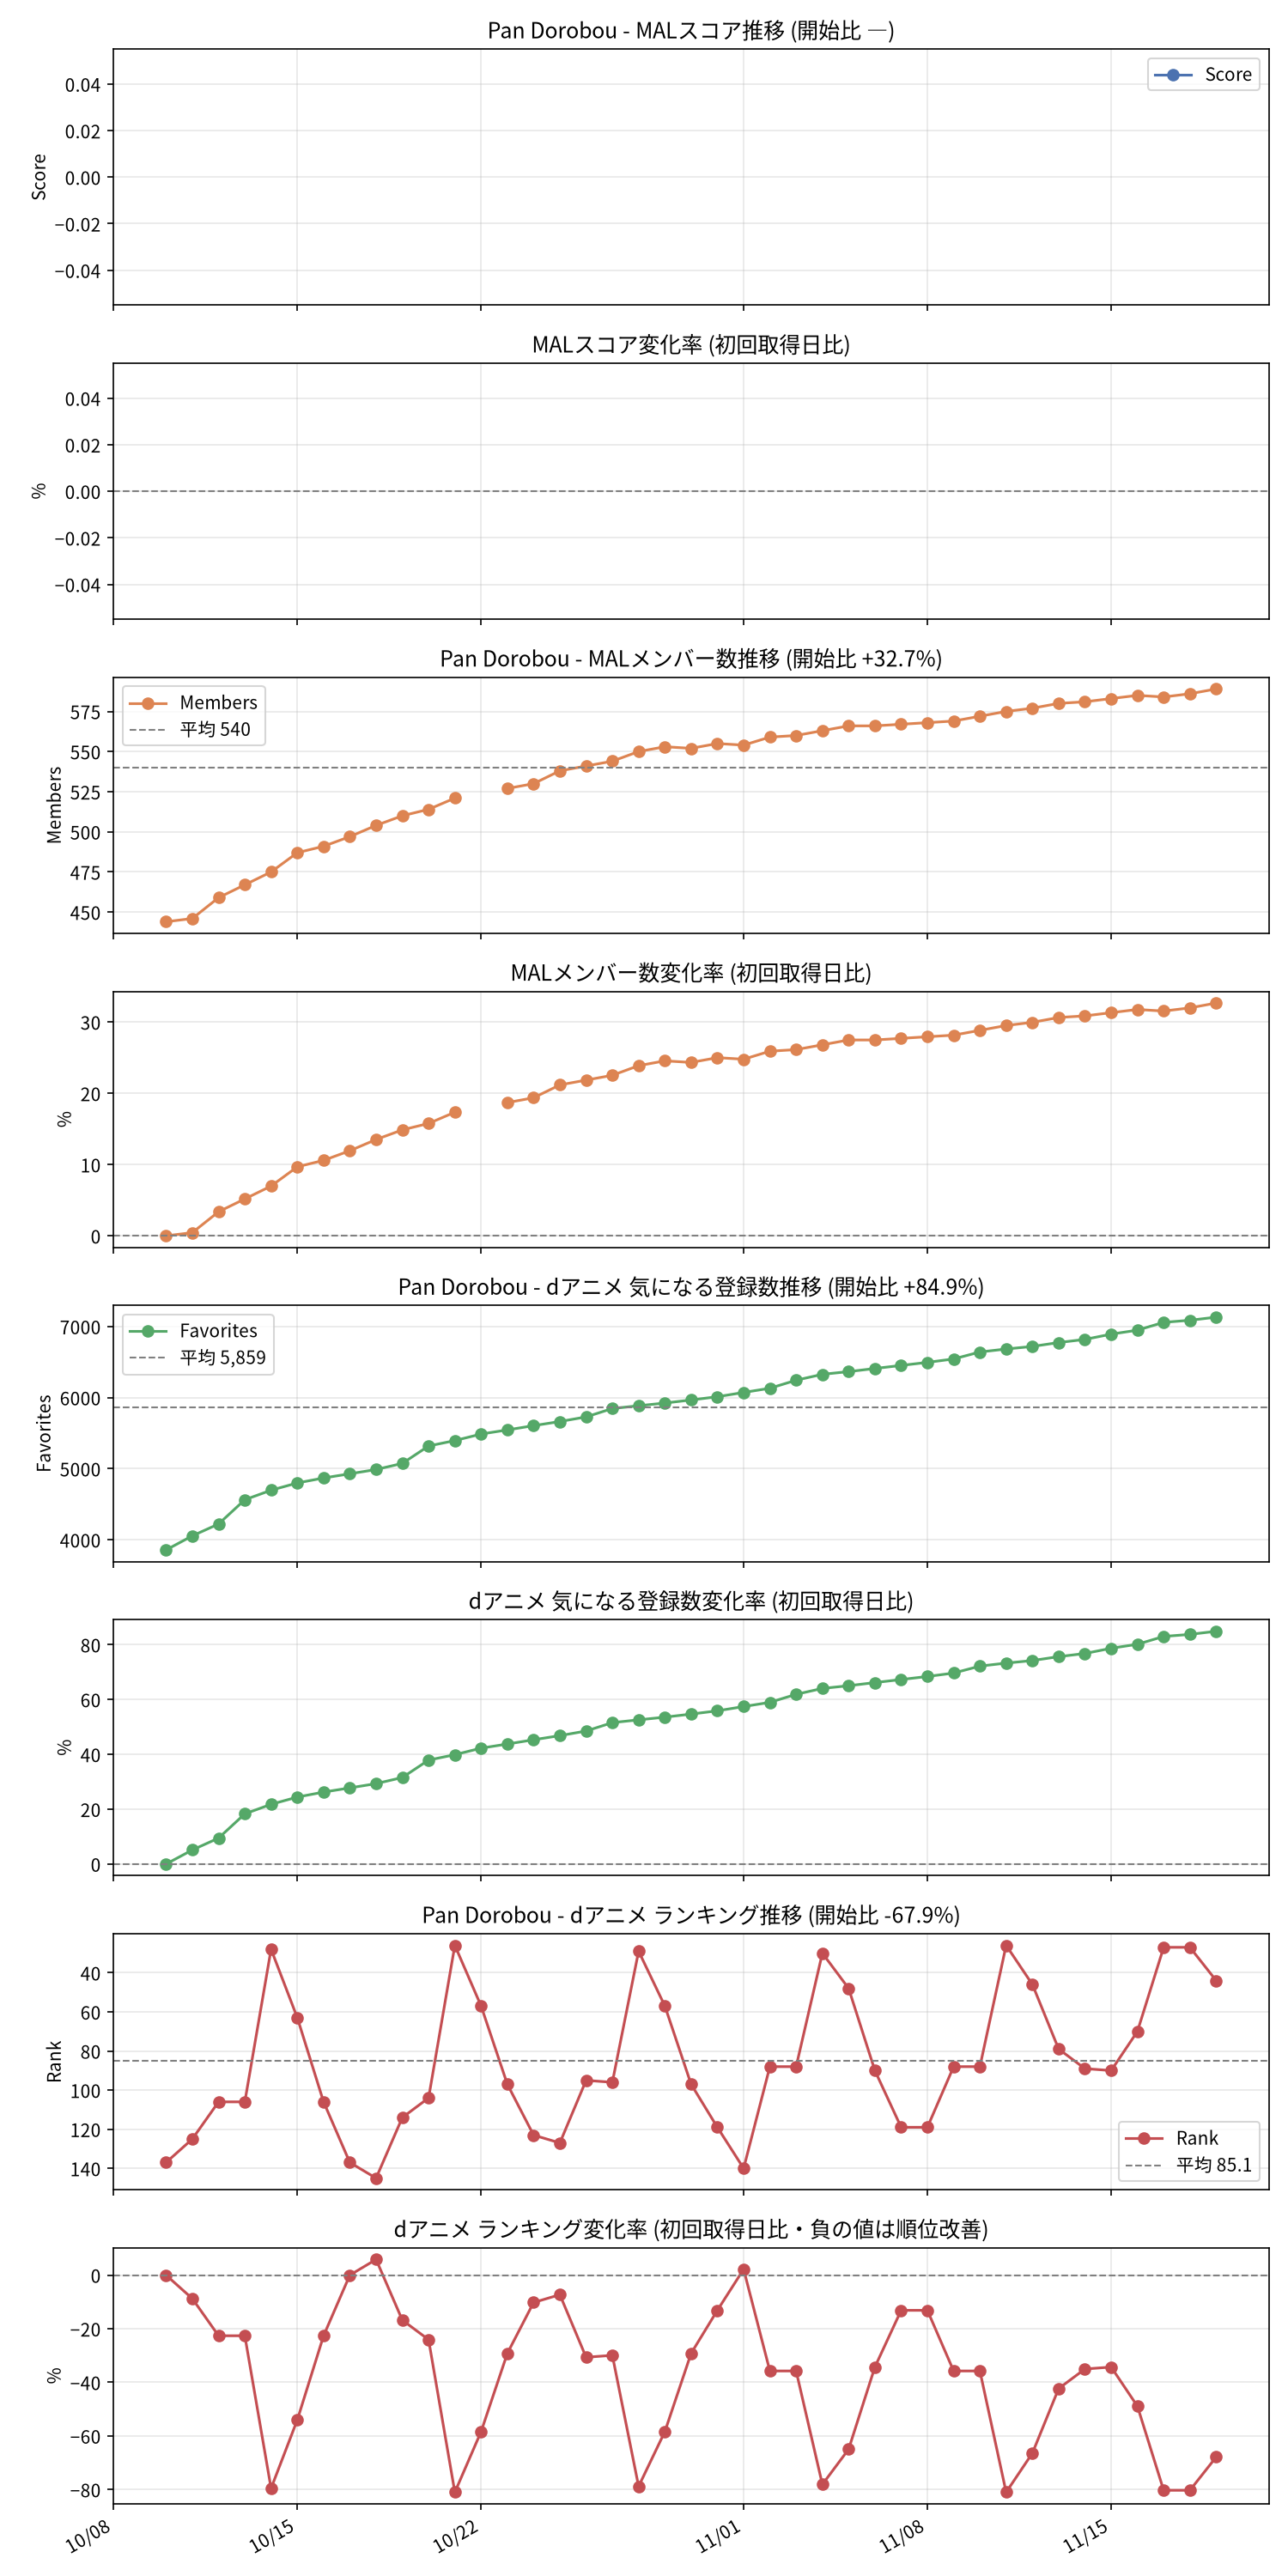 Pan Dorobou - MALスコア推移 (開始比 —)
Score
0.04
0.02
0.00
−0.02
−0.04
Score
MALスコア変化率 (初回取得日比)
0.04
0.02
0.00
−0.02
−0.04
%
Pan Dorobou - MALメンバー数推移 (開始比 +32.7%)
Members
平均 540
575
550
525
500
475
450
Members
MALメンバー数変化率 (初回取得日比)
30
20
10
0
%
Pan Dorobou - dアニメ 気になる登録数推移 (開始比 +84.9%)
Favorites
平均 5,859
7000
6000
5000
4000
Favorites
dアニメ 気になる登録数変化率 (初回取得日比)
80
60
40
20
0
%
Pan Dorobou - dアニメ ランキング推移 (開始比 -67.9%)
40
60
80
100
120
140
Rank
Rank
平均 85.1
dアニメ ランキング変化率 (初回取得日比・負の値は順位改善)
0
−20
−40
−60
−80
%
10/08
10/15
10/22
11/01
11/08
11/15